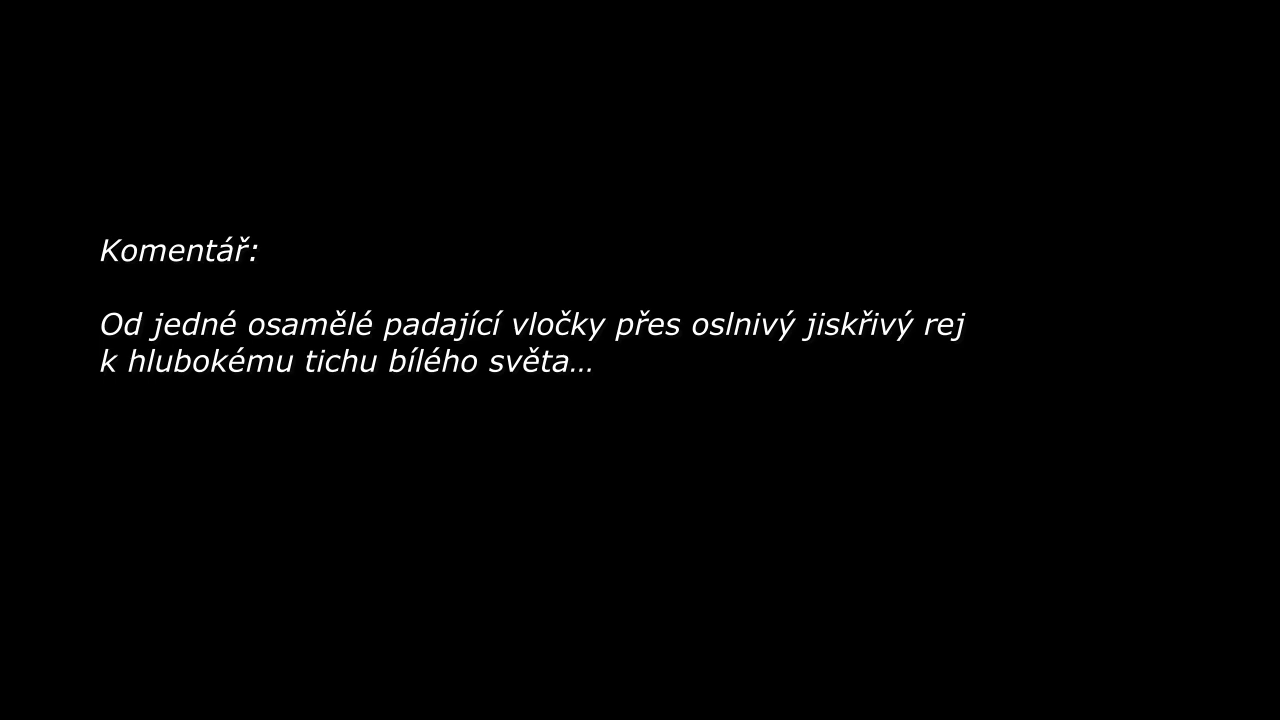 Komentář:
Od jedné osamělé padající vločky přes oslnivý jiskřivý rej
k hlubokému tichu bílého světa…